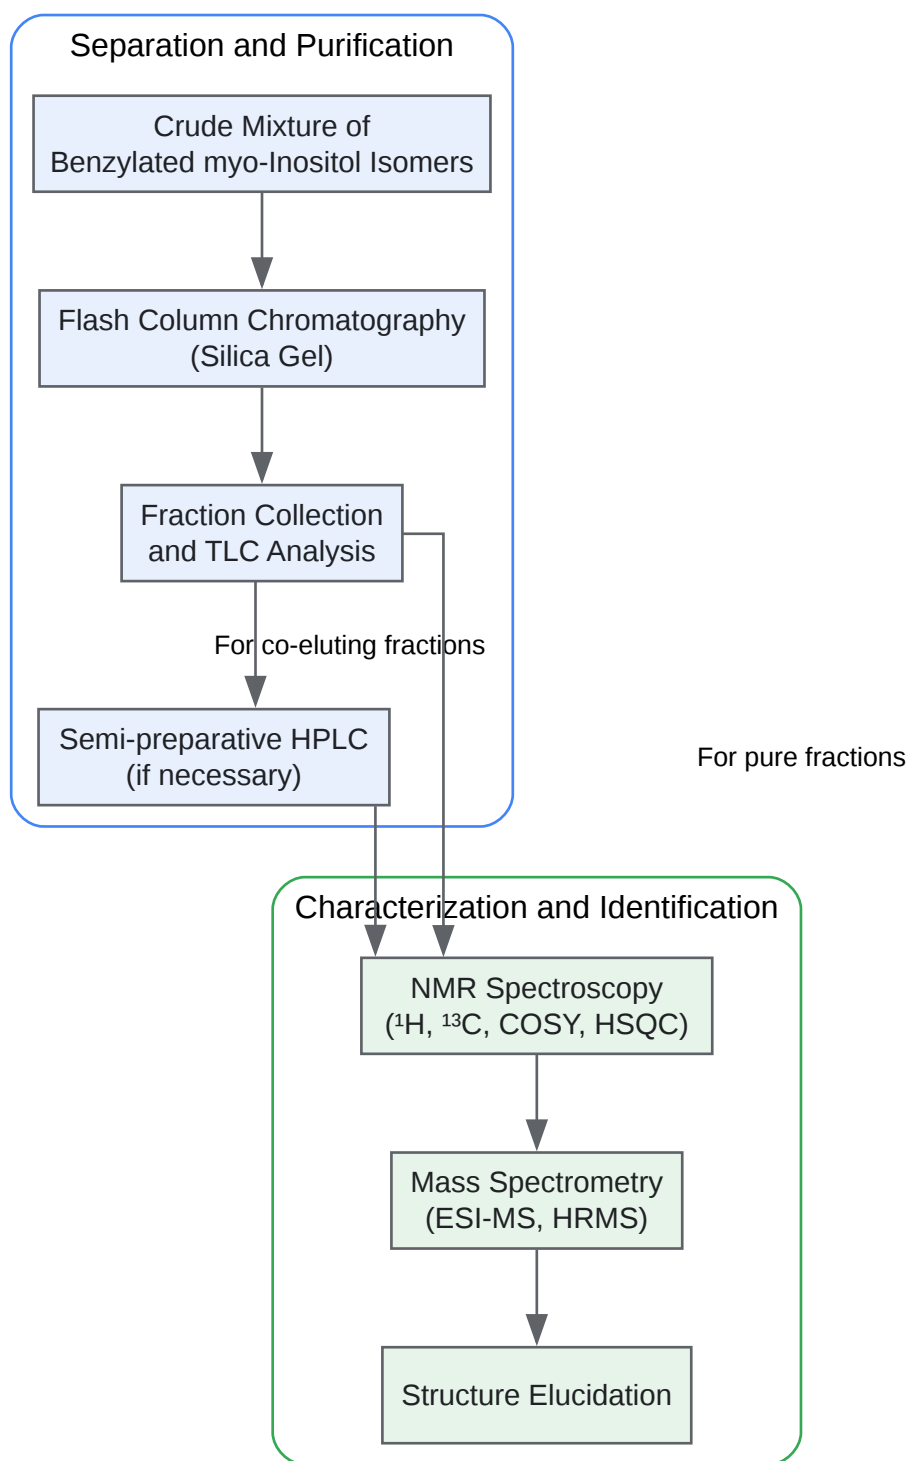 Separation and Purification
Crude Mixture of
Benzylated myo-Inositol Isomers
Flash Column Chromatography
(Silica Gel)
Fraction Collection
and TLC Analysis
For co-eluting fractions
Semi-preparative HPLC
(if necessary)
For pure fractions
Characterization and Identification
NMR Spectroscopy
(¹H, ¹³C, COSY, HSQC)
Mass Spectrometry
(ESI-MS, HRMS)
Structure Elucidation